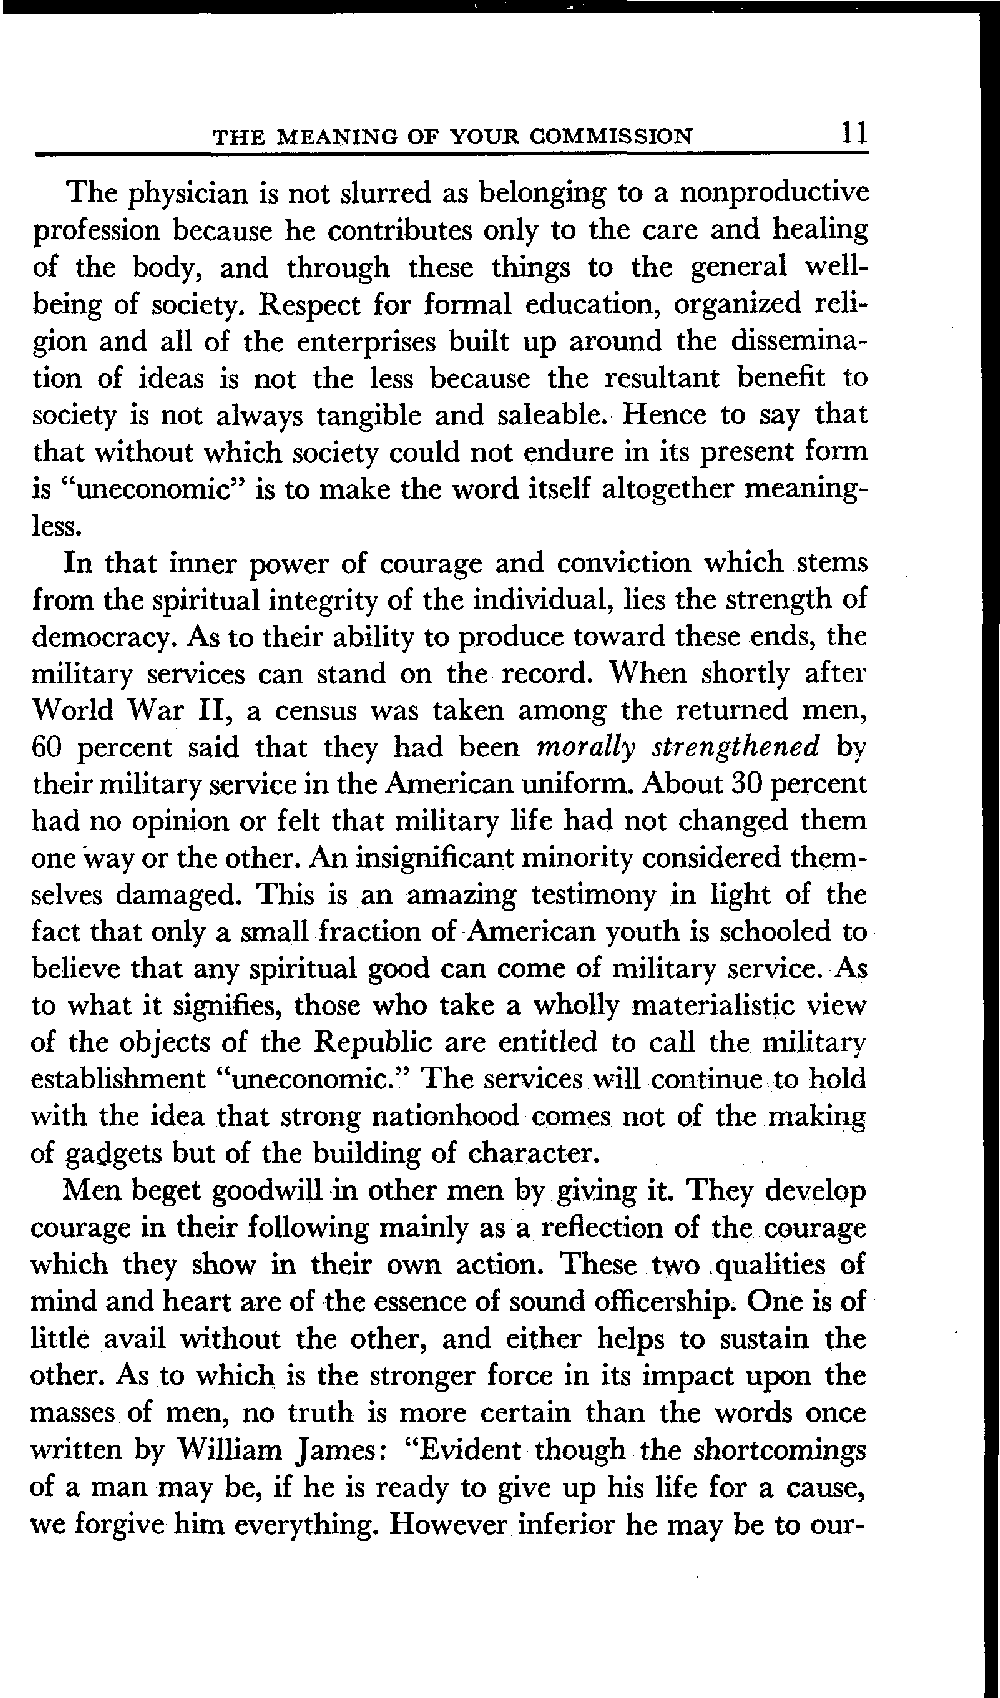 THE MEANING OF YOUR COMMISSION 11
The physician is not slurred as belonging to a nonproductive
profession because he contributes only to the care and healing
of the body, and through these things to the general well-
being of society. Respect for formal education, organized reli-
gion and all of the enterprises built up around the dissemina-
tion of ideas is not the less because the resultant benefit to
society is not always tangible and saleable. Hence to say that
that without which society could not endure in its present form
is “uneconomic” is to make the word itself altogether meaning-
less.
In that inner power of courage and conviction which stems
from the spiritual integrity of the individual, lies the strength of
democracy. As to their ability to produce toward these ends, the
military services can stand on the record. When shortly after
World War II, a census was taken among the returned men,
60 percent said that they had been morally strengthened by
their military service in the American uniform. About 30 percent
had no opinion or felt that military life had not changed them
one way or the other. An insignificant minority considered them-
selves damaged. This is an amazing testimony in light of the
fact that only a small fraction of American youth is schooled to
believe that any spiritual good can come of military service. As
to what it signifies, those who take a wholly materialistic view
of the objects of the Republic are entitled to call the military
establishment “uneconomic.” The services will continue to hold
with the idea that strong nationhood comes not of the making
of gadgets but of the building of character.
Men beget goodwill in other men by giving it. They develop
courage in their following mainly as a reflection of the courage
which they show in their own action. These two qualities of
mind and heart are of the essence of sound officership. One is of
little avail without the other, and either helps to sustain the
other. As to which is the stronger force in its impact upon the
masses of men, no truth is more certain than the words once
written by William James: “Evident though the shortcomings
of a man may be, if he is ready to give up his life for a cause,
we forgive him everything. However inferior he may be to our-